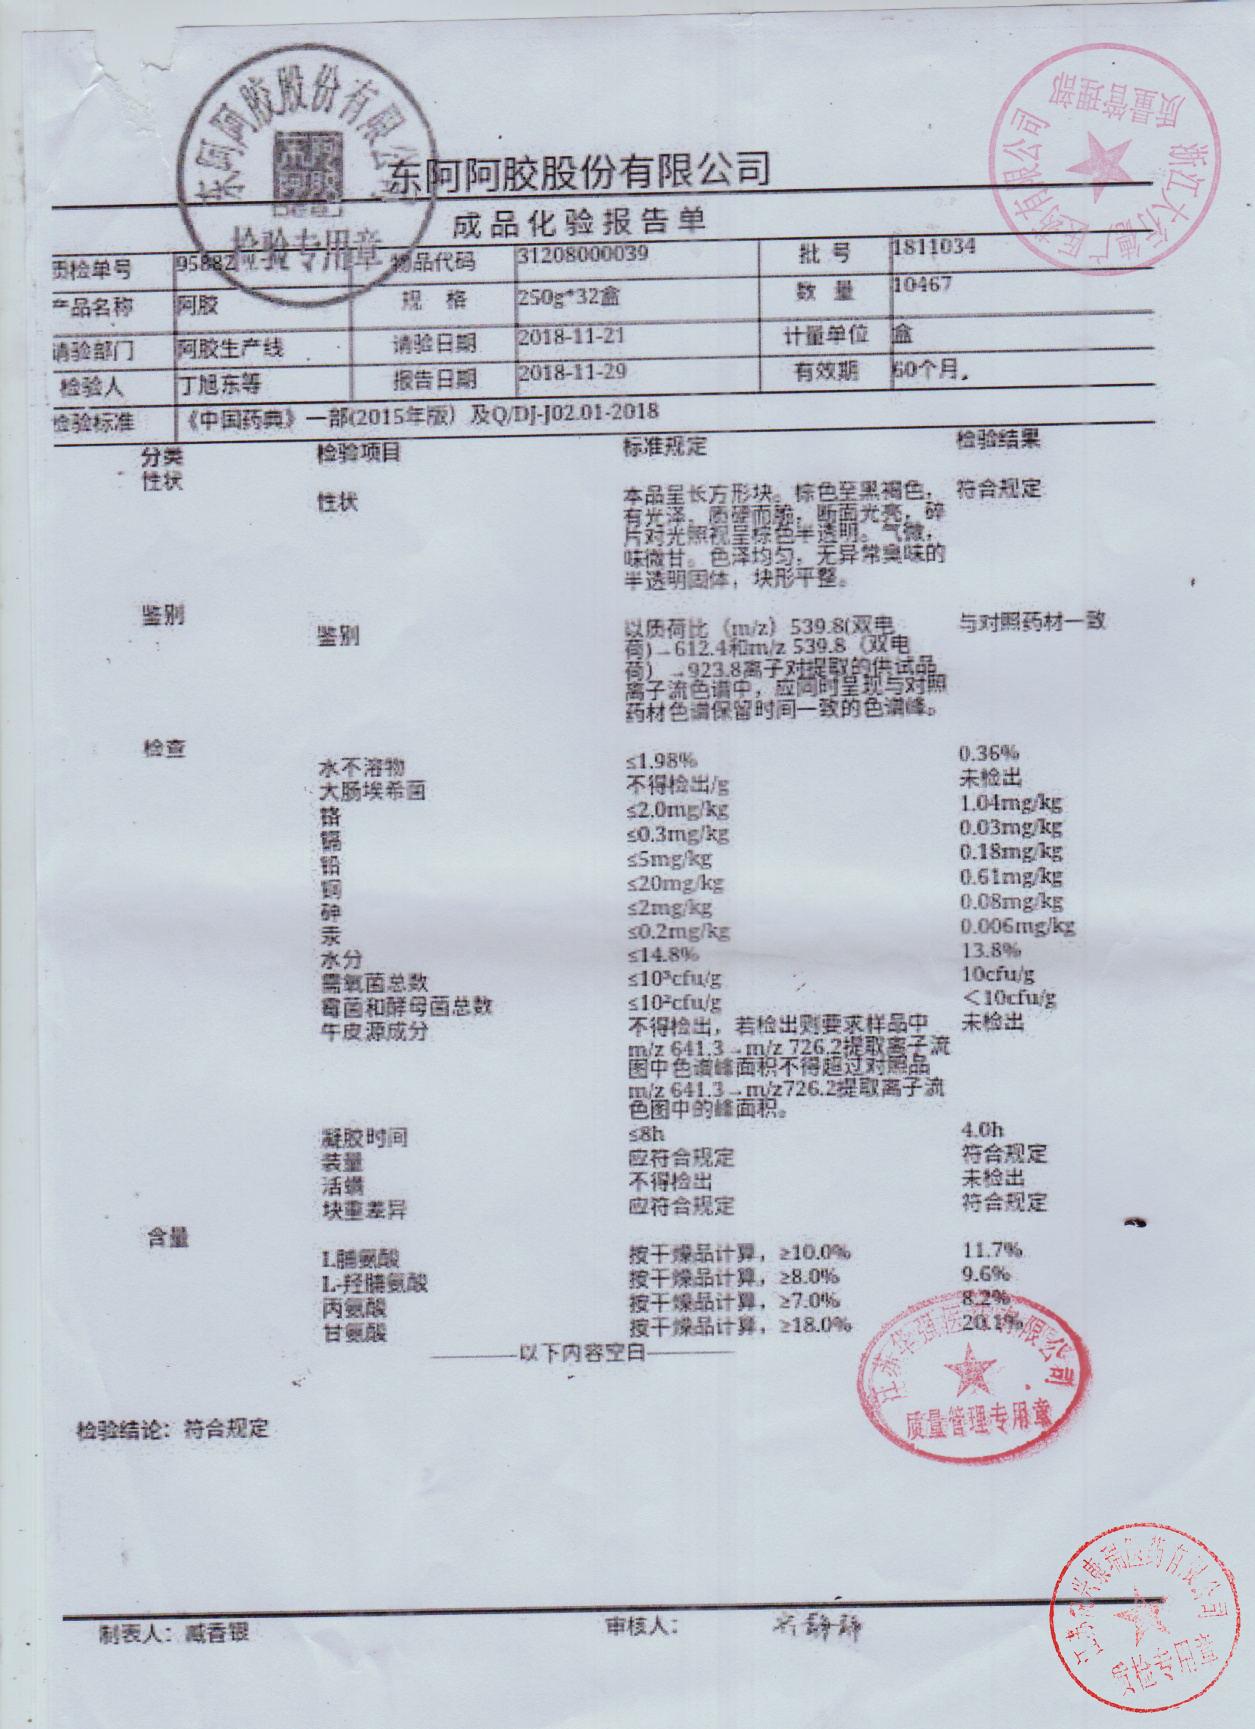 东阿阿胶股份有限公司
检验专用章
质量管理部
东阿阿胶股份有限公司
成品化验报告单
质检单号 95882 物品代码 31208000039 批 号 1811034
产品名称 阿胶 规 格 250g*32盒 数 量 10467
请验部门 阿胶生产线 请验日期 2018-11-21 计量单位 盒
检验人 丁旭东等 报告日期 2018-11-29 有效期 60个月.
检验标准 《中国药典》一部(2015年版）及Q/DJ-J02.01-2018
分类 检验项目 标准规定 检验结果
性状
性状 本品呈长方形块。棕色至黑褐色， 符合规定
有光泽。质硬而脆，断面光亮，碎
片对光照视呈棕色半透明。气微，
味微甘。色泽均匀，无异常臭味的
半透明固体，块形平整。
鉴别
鉴别 以质荷比（m/z）539.8(双电 与对照药材一致
荷)→612.4和m/z 539.8（双电
荷）→923.8离子对提取的供试品
离子流色谱中，应同时呈现与对照
药材色谱保留时间一致的色谱峰。
检查
水不溶物 ≤1.98% 0.36%
大肠埃希菌 不得检出/g 未检出
铬 ≤2.0mg/kg 1.04mg/kg
镉 ≤0.3mg/kg 0.03mg/kg
铅 ≤5mg/kg 0.18mg/kg
铜 ≤20mg/kg 0.61mg/kg
砷 ≤2mg/kg 0.08mg/kg
汞 ≤0.2mg/kg 0.006mg/kg
水分 ≤14.8% 13.8%
需氧菌总数 ≤10³cfu/g 10cfu/g
霉菌和酵母菌总数 ≤10²cfu/g ＜10cfu/g
牛皮源成分 不得检出，若检出则要求样品中 未检出
m/z 641.3→m/z 726.2提取离子流
图中色谱峰面积不得超过对照品
m/z 641.3→m/z726.2提取离子流
色图中的峰面积。
凝胶时间 ≤8h 4.0h
装量 应符合规定 符合规定
活螨 不得检出 未检出
块重差异 应符合规定 符合规定
含量
L脯氨酸 按干燥品计算，≥10.0% 11.7%
L-羟脯氨酸 按干燥品计算，≥8.0% 9.6%
丙氨酸 按干燥品计算，≥7.0% 8.2%
甘氨酸 按干燥品计算，≥18.0% 20.1%
以下内容空白
江苏华强医药有限公司
质量管理专用章
检验结论：符合规定
制表人：臧香银 审核人：
质检专用章